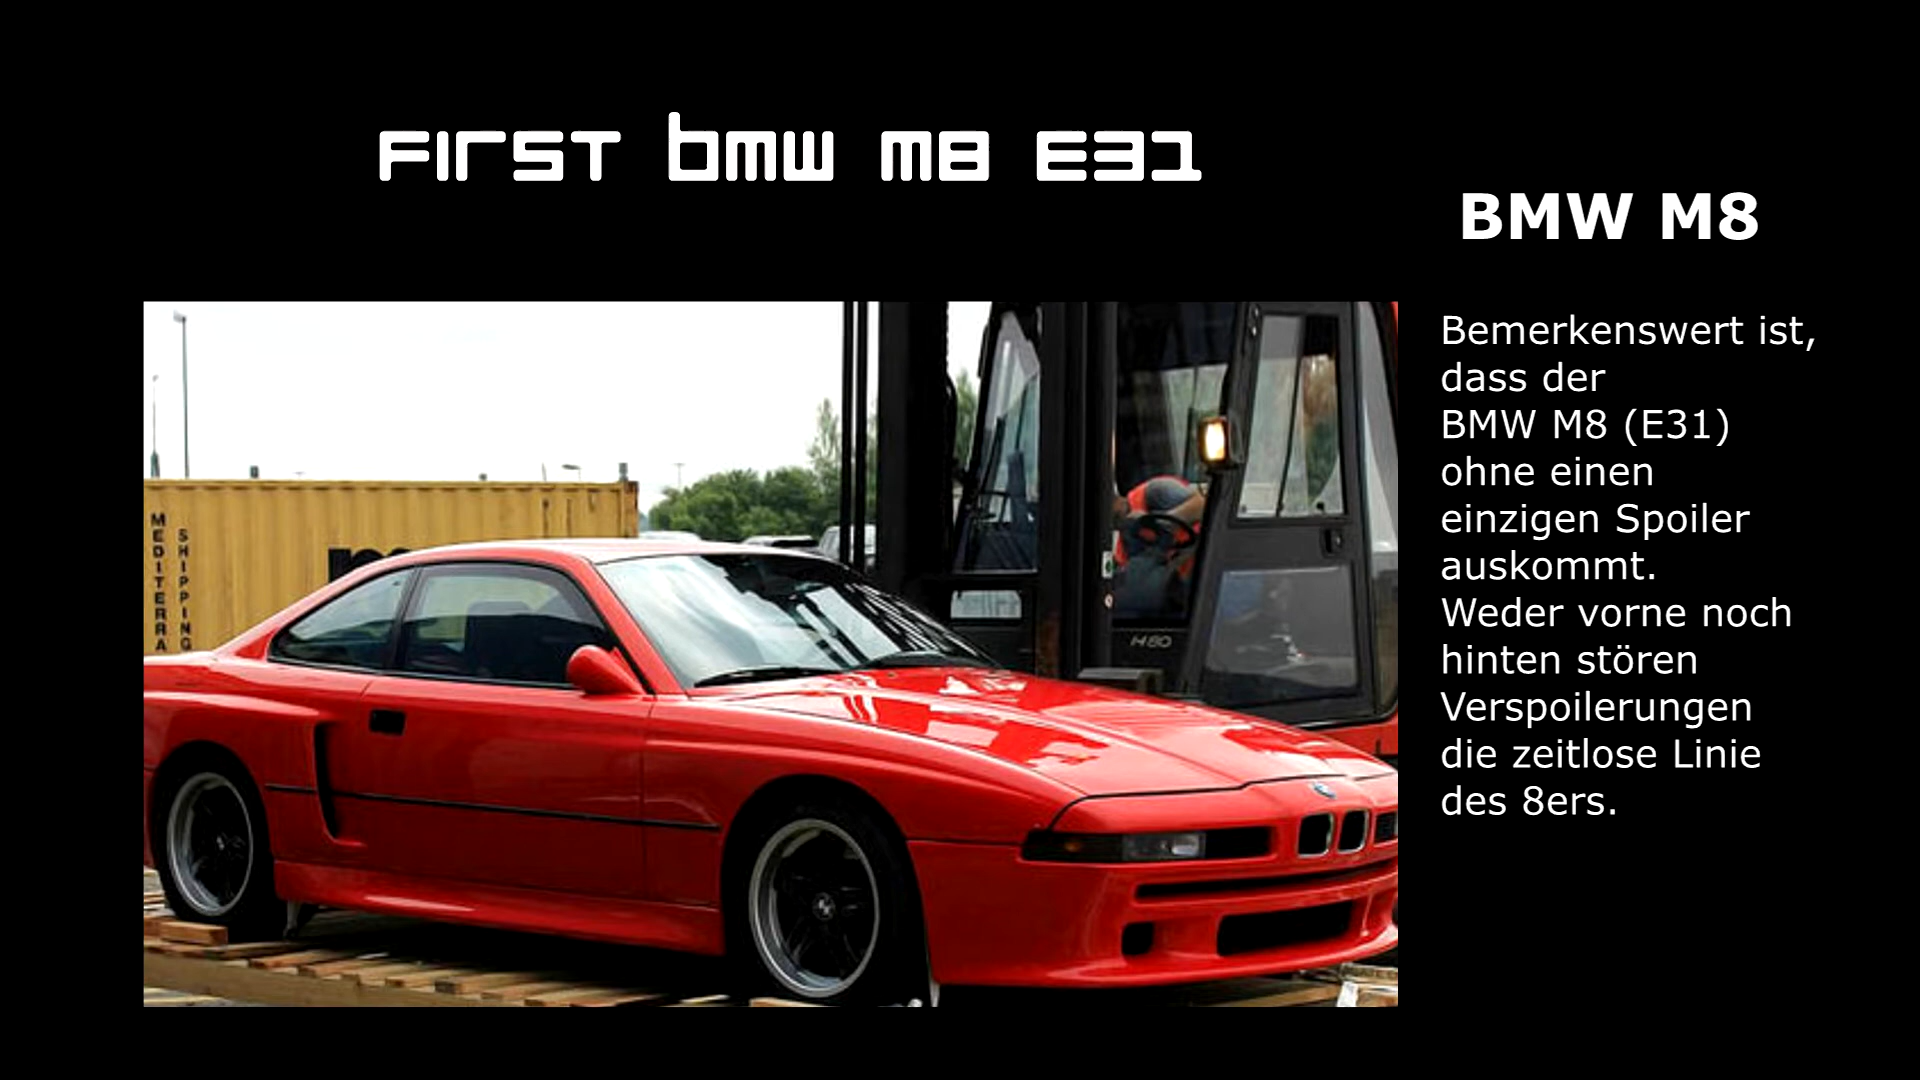 First BMW M8 E31
BMW M8
Bemerkenswert ist,
dass der
BMW M8 (E31)
ohne einen
einzigen Spoiler
auskommt.
Weder vorne noch
hinten stören
Verspoilerungen
die zeitlose Linie
des 8ers.
MEDITERRA
SHIPPING
H80